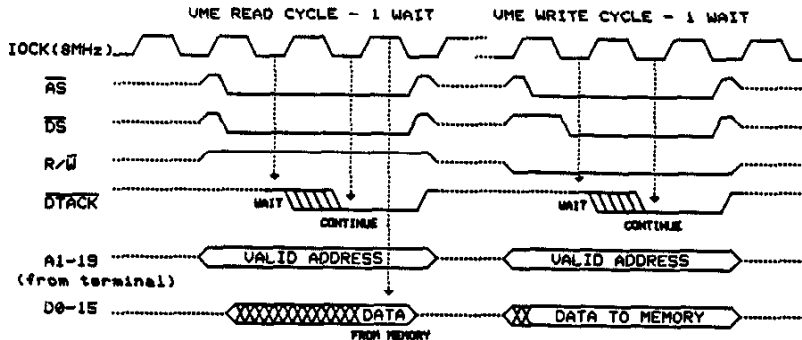 VME READ CYCLE - 1 WAIT
VME WRITE CYCLE - 1 WAIT
IOCK(8MHz)
AS
DS
R/W
DTACK
WAIT
CONTINUE
WAIT
CONTINUE
A1-19
(from terminal)
VALID ADDRESS
VALID ADDRESS
D0-15
DATA
FROM MEMORY
DATA TO MEMORY